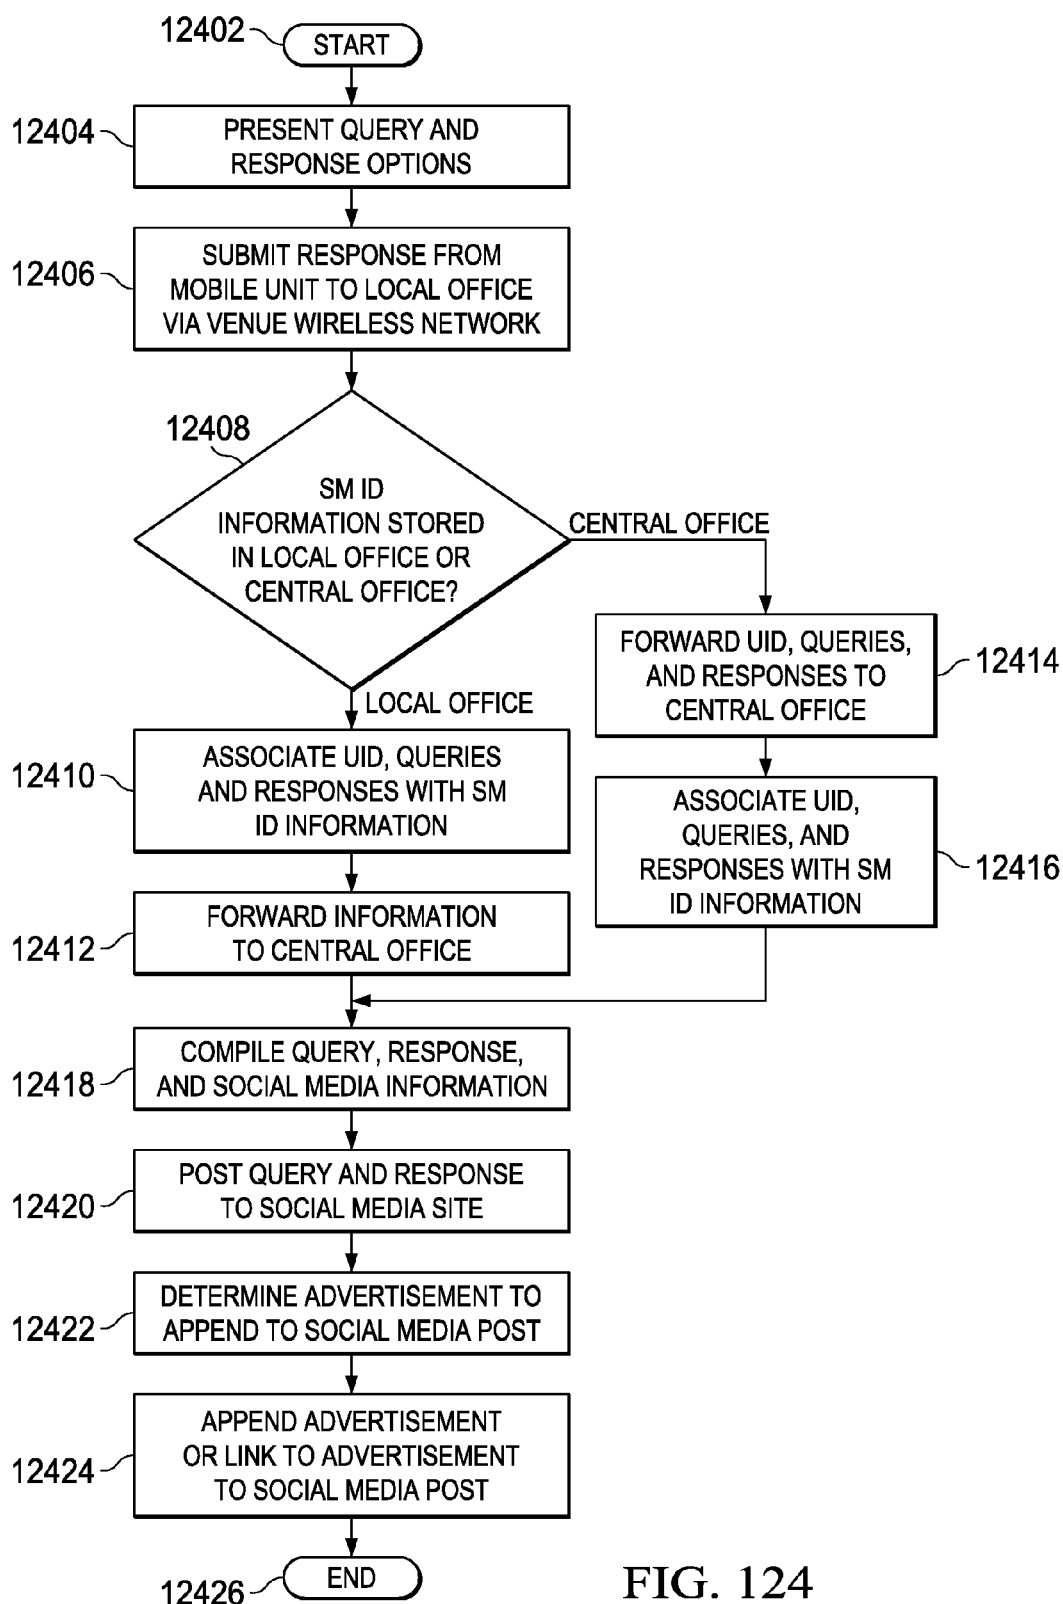 12402
START
12404
PRESENT QUERY AND
RESPONSE OPTIONS
12406
SUBMIT RESPONSE FROM
MOBILE UNIT TO LOCAL OFFICE
VIA VENUE WIRELESS NETWORK
12408
SM ID
INFORMATION STORED
IN LOCAL OFFICE OR
CENTRAL OFFICE?
CENTRAL OFFICE
FORWARD UID, QUERIES,
AND RESPONSES TO
CENTRAL OFFICE
12414
LOCAL OFFICE
12410
ASSOCIATE UID, QUERIES
AND RESPONSES WITH SM
ID INFORMATION
ASSOCIATE UID,
QUERIES, AND
RESPONSES WITH SM
ID INFORMATION
12416
12412
FORWARD INFORMATION
TO CENTRAL OFFICE
12418
COMPILE QUERY, RESPONSE,
AND SOCIAL MEDIA INFORMATION
12420
POST QUERY AND RESPONSE
TO SOCIAL MEDIA SITE
12422
DETERMINE ADVERTISEMENT TO
APPEND TO SOCIAL MEDIA POST
12424
APPEND ADVERTISEMENT
OR LINK TO ADVERTISEMENT
TO SOCIAL MEDIA POST
12426
END
FIG. 124